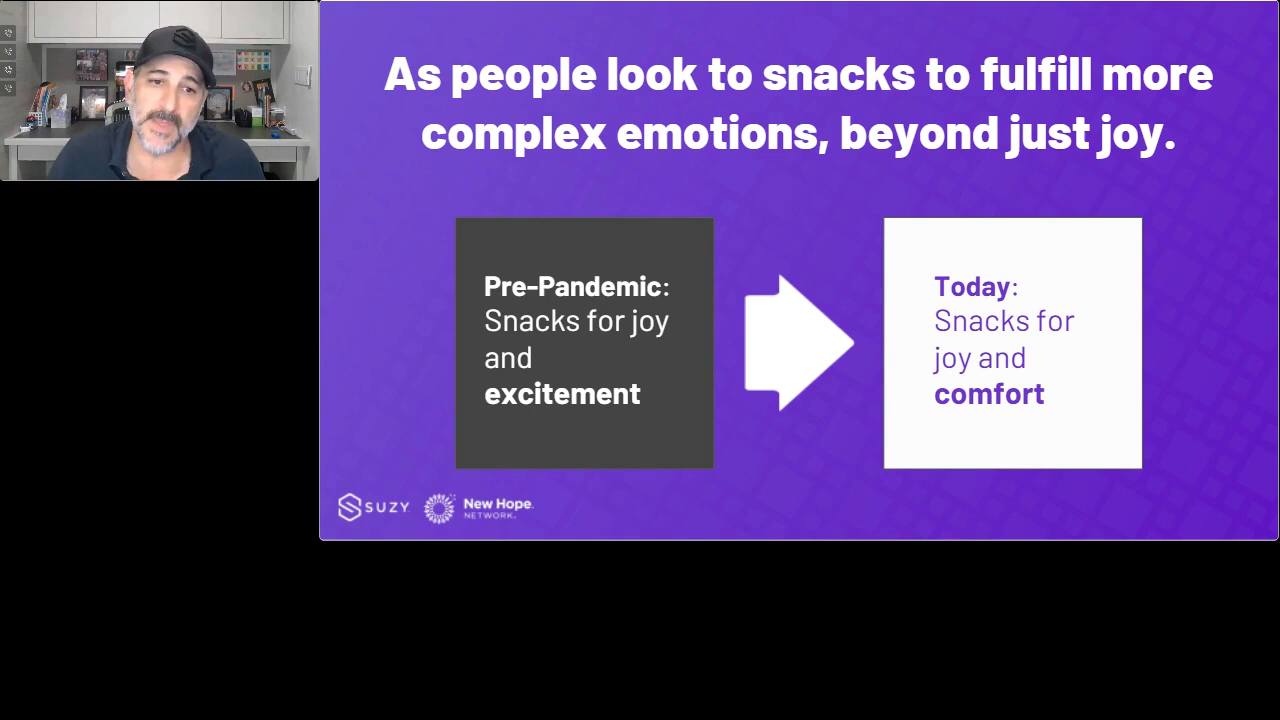 As people look to snacks to fulfill more
complex emotions, beyond just joy.
Pre-Pandemic:
Snacks for joy
and
excitement
Today:
Snacks for
joy and
comfort
SUZY
New Hope
NETWORK